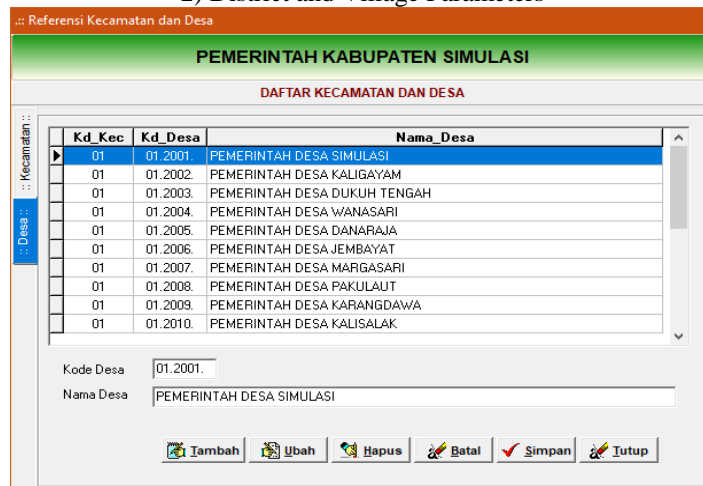 2) District and Village Parameters
.:: Referensi Kecamatan dan Desa
PEMERINTAH KABUPATEN SIMULASI
DAFTAR KECAMATAN DAN DESA
:: Kecamatan ::
:: Desa ::
Kd_Kec Kd_Desa Nama_Desa
01 01.2001. PEMERINTAH DESA SIMULASI
01 01.2002. PEMERINTAH DESA KALIGAYAM
01 01.2003. PEMERINTAH DESA DUKUH TENGAH
01 01.2004. PEMERINTAH DESA WANASARI
01 01.2005. PEMERINTAH DESA DANARAJA
01 01.2006. PEMERINTAH DESA JEMBAYAT
01 01.2007. PEMERINTAH DESA MARGASARI
01 01.2008. PEMERINTAH DESA PAKULAUT
01 01.2009. PEMERINTAH DESA KARANGDAWA
01 01.2010. PEMERINTAH DESA KALISALAK
Kode Desa 01.2001.
Nama Desa PEMERINTAH DESA SIMULASI
Tambah Ubah Hapus Batal Simpan Tutup